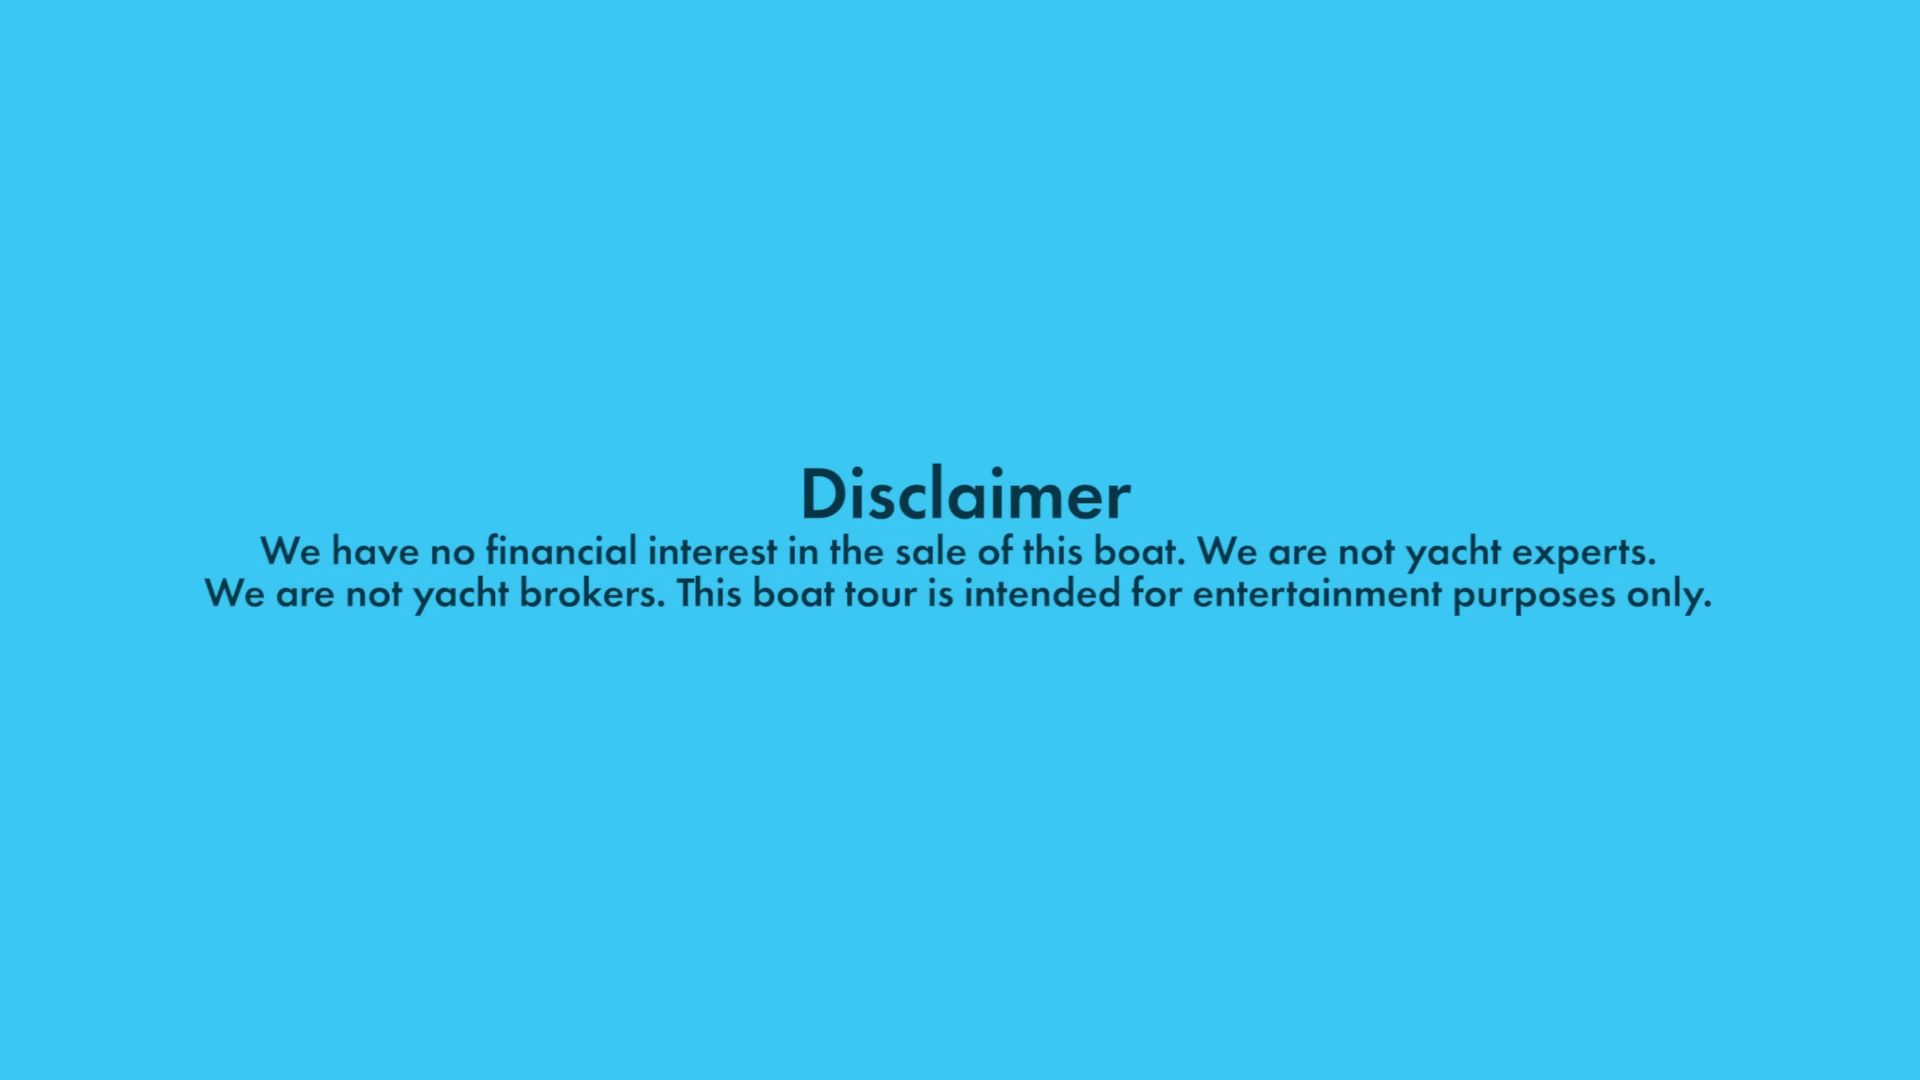 Disclaimer
We have no financial interest in the sale of this boat. We are not yacht experts.
We are not yacht brokers. This boat tour is intended for entertainment purposes only.